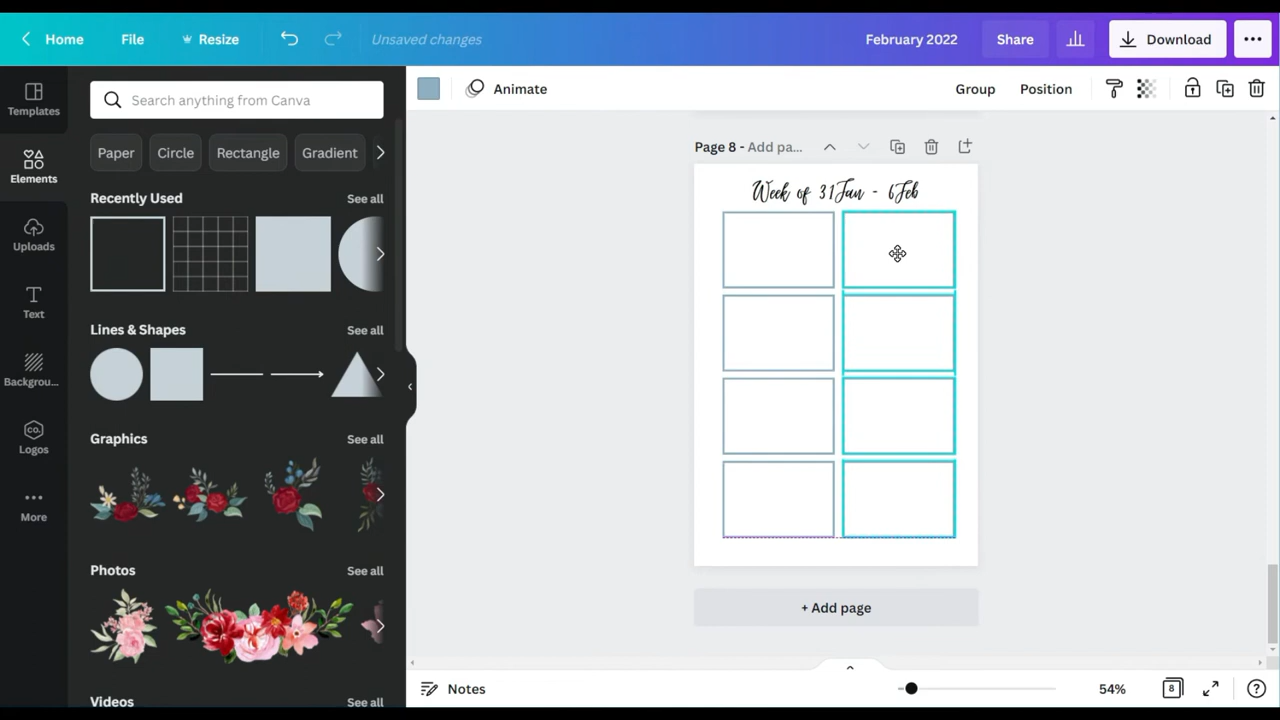 Home File Resize Unsaved changes February 2022 Share Download
Animate Group Position
Templates
Elements
Uploads
Text
Backgrou...
Logos
More
Search anything from Canva
Paper Circle Rectangle Gradient
Recently Used See all
Lines & Shapes See all
Graphics See all
Photos See all
Videos See all
Page 8 - Add pa...
Week of 31Jan - 6Feb
+ Add page
Notes 54% 8 ?
co.